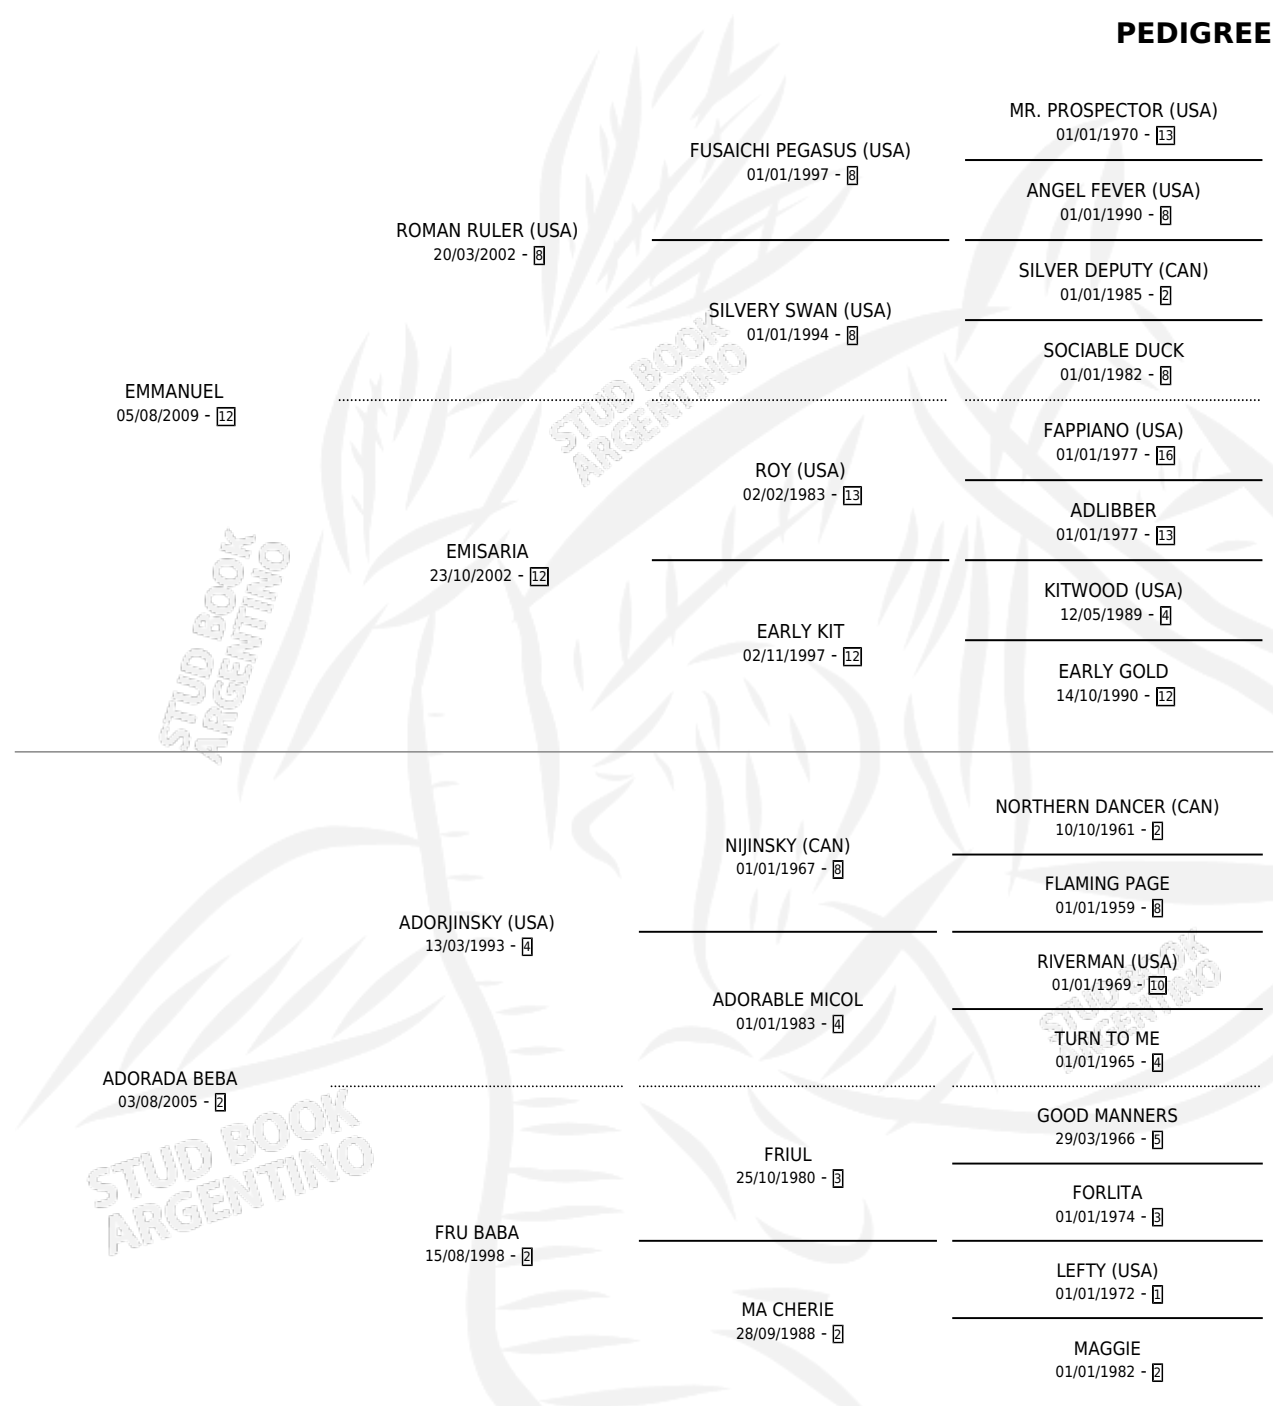 PEDIGREE
MR. PROSPECTOR (USA)
01/01/1970 - 13
FUSAICHI PEGASUS (USA)
01/01/1997 - 8
ANGEL FEVER (USA)
01/01/1990 - 8
ROMAN RULER (USA)
20/03/2002 - 8
SILVER DEPUTY (CAN)
01/01/1985 - 2
SILVERY SWAN (USA)
01/01/1994 - 8
SOCIABLE DUCK
01/01/1982 - 8
EMMANUEL
05/08/2009 - 12
STUD BOOK
ARGENTINO
FAPPIANO (USA)
01/01/1977 - 16
ROY (USA)
02/02/1983 - 13
ADLIBBER
01/01/1977 - 13
EMISARIA
23/10/2002 - 12
KITWOOD (USA)
12/05/1989 - 4
EARLY KIT
02/11/1997 - 12
EARLY GOLD
14/10/1990 - 12
STUD BOOK
ARGENTINO
NORTHERN DANCER (CAN)
10/10/1961 - 2
NIJINSKY (CAN)
01/01/1967 - 8
FLAMING PAGE
01/01/1959 - 8
ADORJINSKY (USA)
13/03/1993 - 4
RIVERMAN (USA)
01/01/1969 - 10
ADORABLE MICOL
01/01/1983 - 4
STUD BOOK
ARGENTINO
TURN TO ME
01/01/1965 - 4
ADORADA BEBA
03/08/2005 - 2
GOOD MANNERS
29/03/1966 - 5
FRIUL
25/10/1980 - 3
STUD BOOK
ARGENTINO
FORLITA
01/01/1974 - 3
FRU BABA
15/08/1998 - 2
LEFTY (USA)
01/01/1972 - 1
MA CHERIE
28/09/1988 - 2
MAGGIE
01/01/1982 - 2